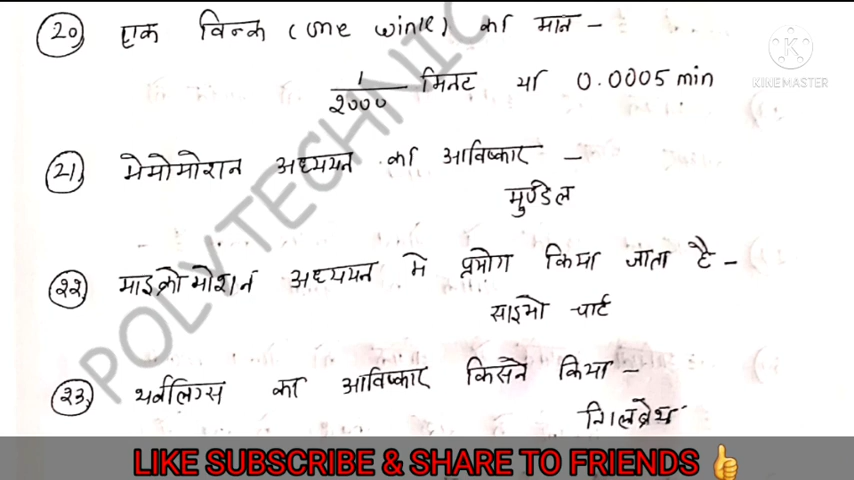 20) एक विन्क (one wink) का मान -
1/2000 मिनट या 0.0005 min
21) मेमोमोशन अध्ययन का आविष्कार -
मुण्डेल
22) माइक्रोमोशन अध्ययन मे प्रयोग किया जाता है -
साइमो चार्ट
23) थर्बलिग्स का आविष्कार किसने किया -
गिलब्रेथ
POLYTECHNIC
KINEMASTER
LIKE SUBSCRIBE & SHARE TO FRIENDS 👍